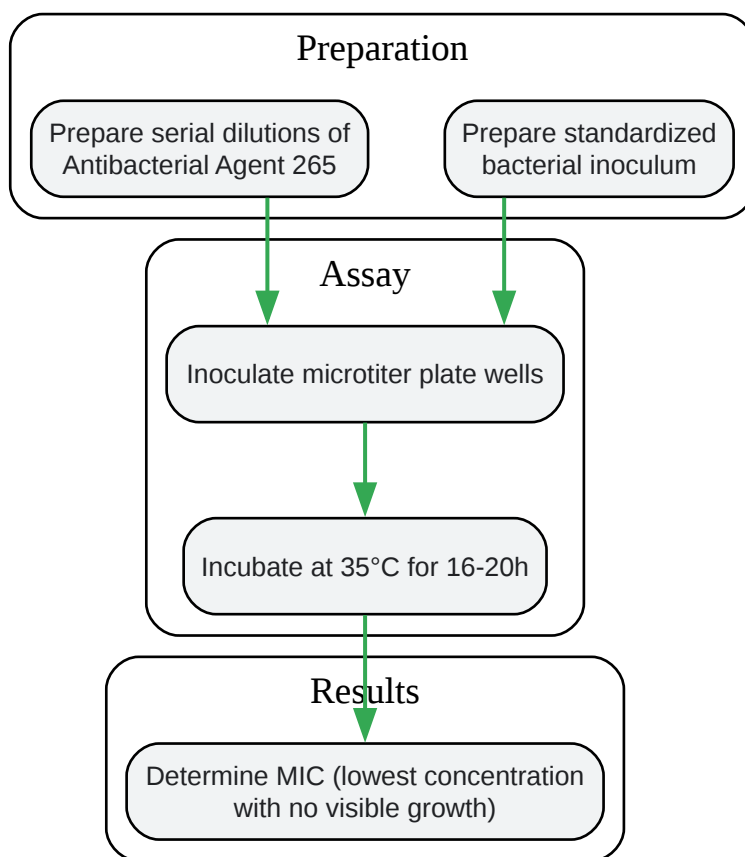 Preparation
Prepare serial dilutions of
Antibacterial Agent 265
Prepare standardized
bacterial inoculum
Assay
Inoculate microtiter plate wells
Incubate at 35°C for 16-20h
Results
Determine MIC (lowest concentration
with no visible growth)